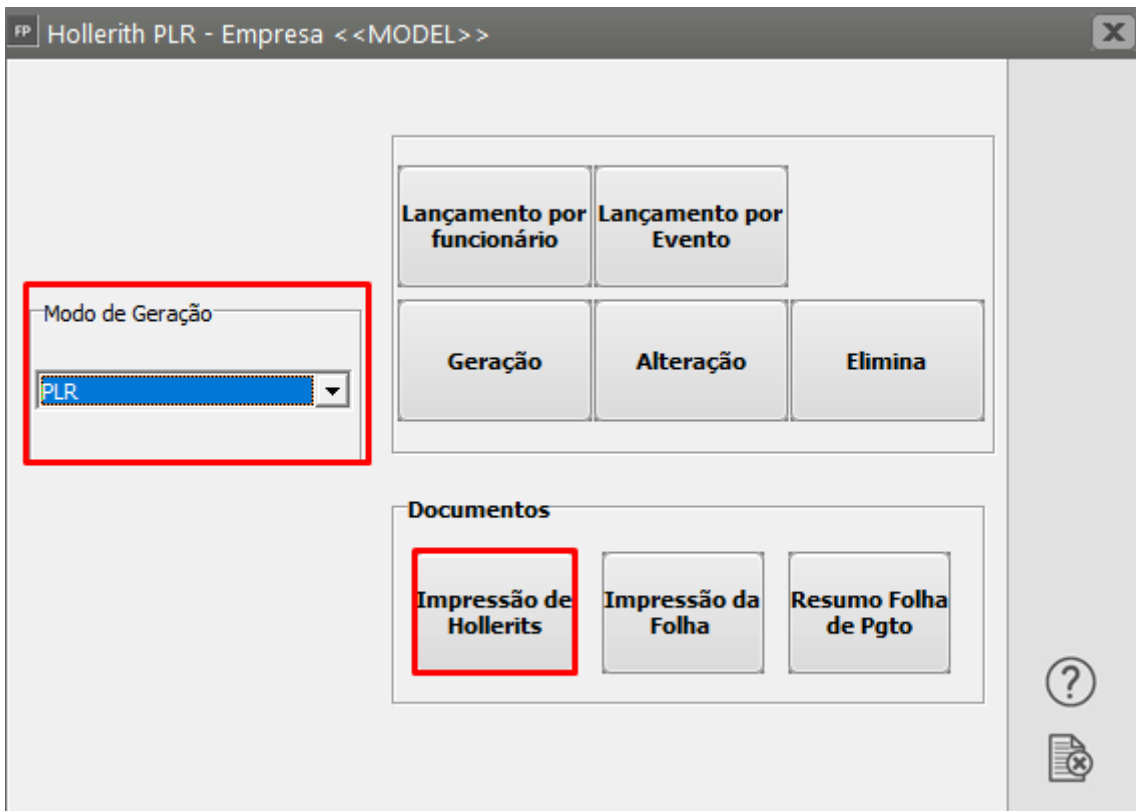 FP Hollerith PLR - Empresa <<MODEL>>
Lançamento por
funcionário
Lançamento por
Evento
Modo de Geração
PLR
Geração
Alteração
Elimina
Documentos
Impressão de
Hollerits
Impressão da
Folha
Resumo Folha
de Pgto
?